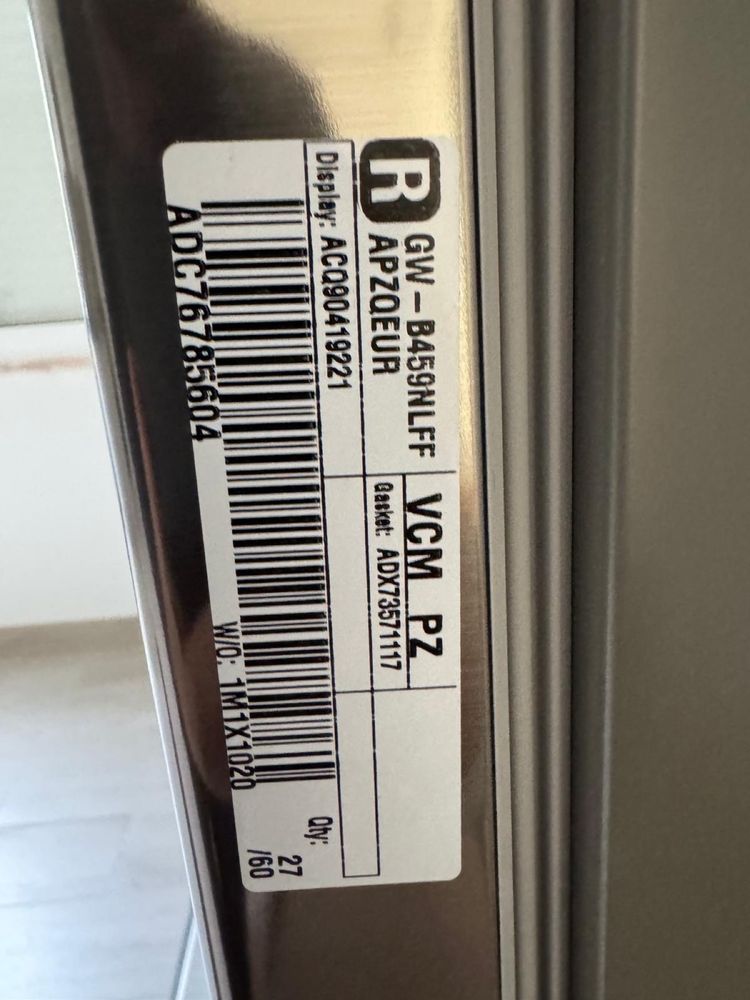 R
GW-B459NLFF
APZQEUR
VCM PZ
Display: ACQ90419221
Gasket: ADX73571117
ADC76785604
W/O: 1M1X1020
Qty: 27
/60